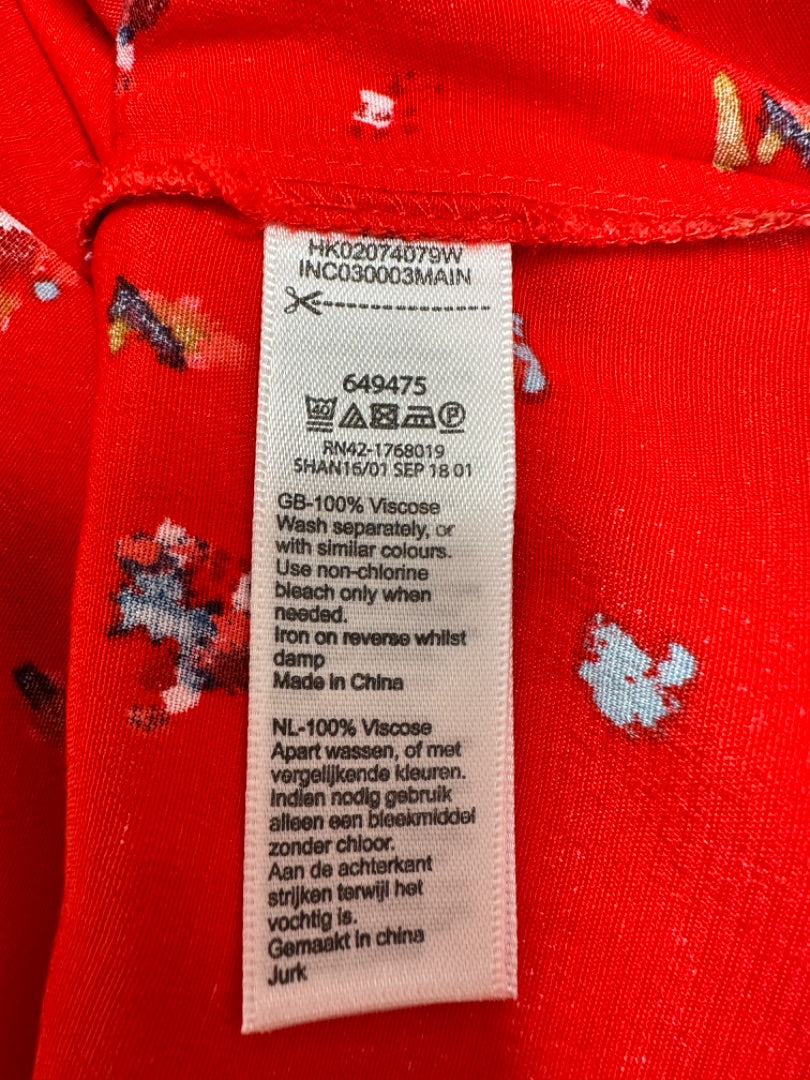 HK02074079W
INC030003MAIN
649475
40 P
RN42-1768019
SHAN16/01 SEP 18 01
GB-100% Viscose
Wash separately, or
with similar colours.
Use non-chlorine
bleach only when
needed.
Iron on reverse whilst
damp
Made in China
NL-100% Viscose
Apart wassen, of met
vergelijkende kleuren.
Indien nodig gebruik
alleen een bleekmiddel
zonder chloor.
Aan de achterkant
strijken terwijl het
vochtig is.
Gemaakt in china
Jurk